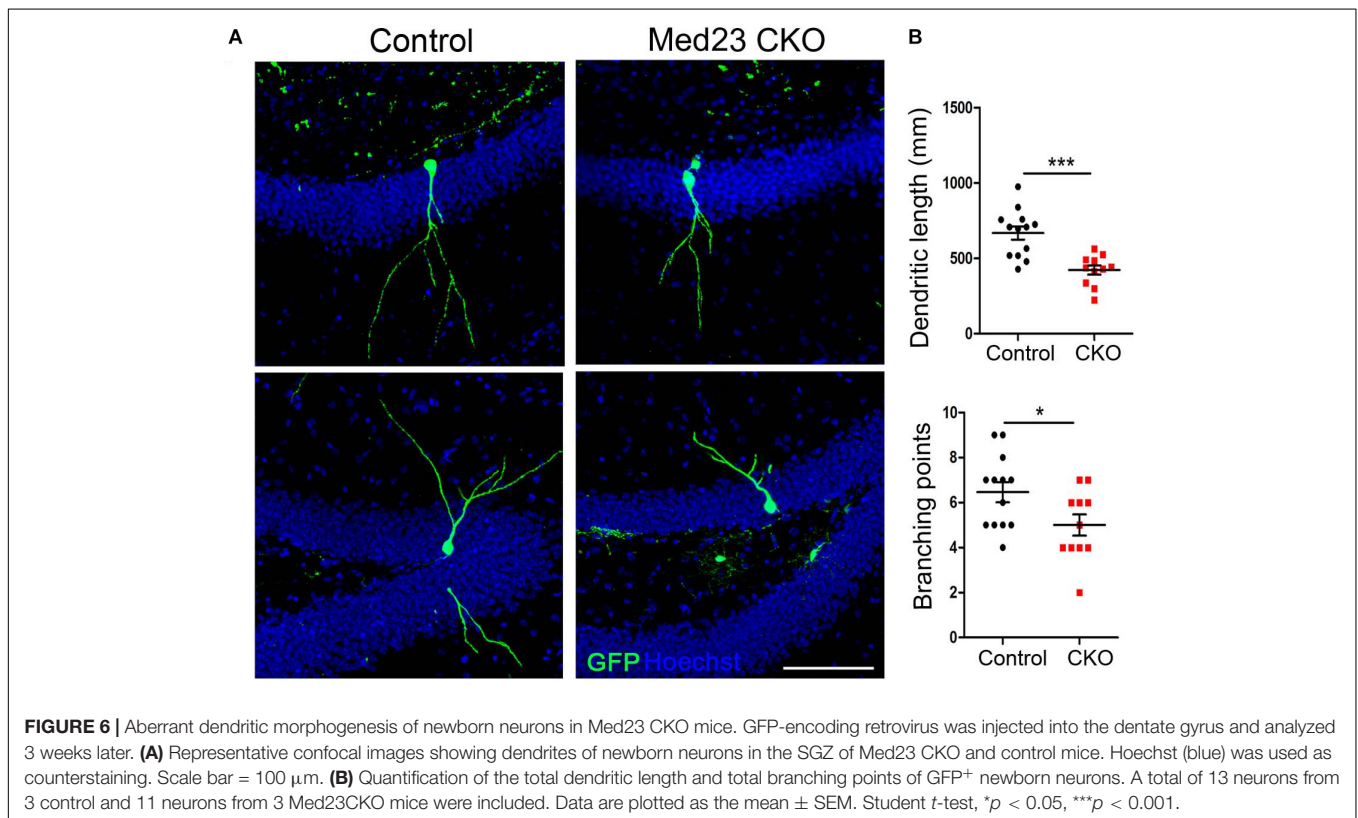 A
Control
Med23 CKO
GFP Hoechst
B
Dendritic length (mm)
1500
1000
500
0
***
Control CKO
Branching points
10
8
6
4
2
0
*
Control CKO
FIGURE 6 | Aberrant dendritic morphogenesis of newborn neurons in Med23 CKO mice. GFP-encoding retrovirus was injected into the dentate gyrus and analyzed
3 weeks later. (A) Representative confocal images showing dendrites of newborn neurons in the SGZ of Med23 CKO and control mice. Hoechst (blue) was used as
counterstaining. Scale bar = 100 μm. (B) Quantification of the total dendritic length and total branching points of GFP⁺ newborn neurons. A total of 13 neurons from
3 control and 11 neurons from 3 Med23CKO mice were included. Data are plotted as the mean ± SEM. Student t-test, *p < 0.05, ***p < 0.001.